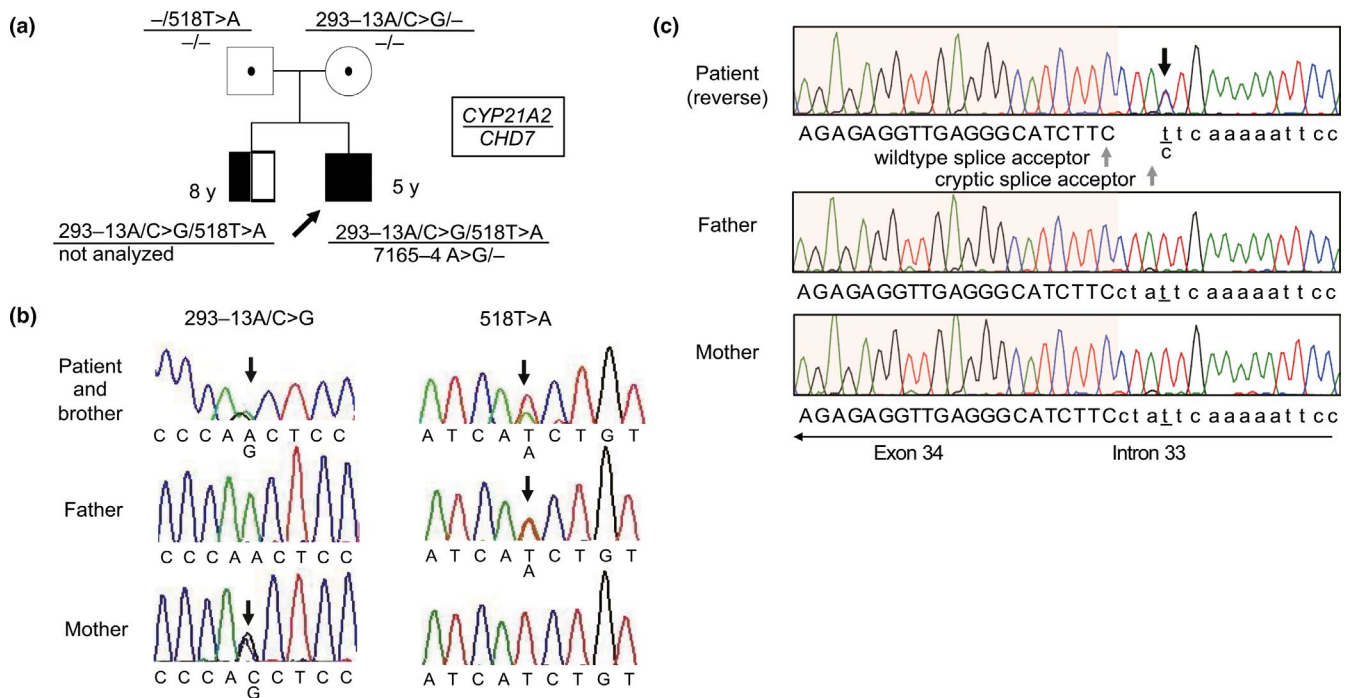 (a)
–/518T>A
–/–
293–13A/C>G/–
–/–
CYP21A2
CHD7
8 y
5 y
293–13A/C>G/518T>A
not analyzed
293–13A/C>G/518T>A
7165–4 A>G/–
(b)
293–13A/C>G
518T>A
Patient
and
brother
C C C A A C T C C
G
A T C A T C T G T
A
Father
C C C A A C T C C
A T C A T C T G T
A
Mother
C C C A C C T C C
G
A T C A T C T G T
(c)
Patient
(reverse)
AGAGAGGTTGAGGGCATCTTC
t t c a a a a a t t c c
c
wildtype splice acceptor
cryptic splice acceptor
Father
AGAGAGGTTGAGGGCATCTTCc t a t t c a a a a a t t c c
Mother
AGAGAGGTTGAGGGCATCTTCc t a t t c a a a a a t t c c
Exon 34
Intron 33